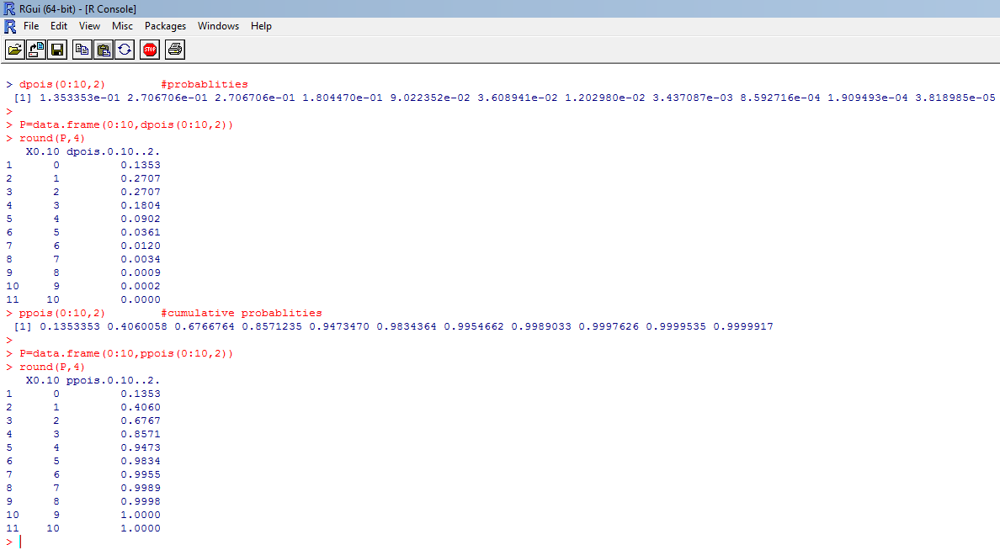 RGui (64-bit) - [R Console]
File Edit View Misc Packages Windows Help
STOP
> dpois(0:10,2) #probablities
[1] 1.353353e-01 2.706706e-01 2.706706e-01 1.804470e-01 9.022352e-02 3.608941e-02 1.202980e-02 3.437087e-03 8.592716e-04 1.909493e-04 3.818985e-05
>
> P=data.frame(0:10,dpois(0:10,2))
> round(P,4)
X0.10 dpois.0.10..2.
1 0 0.1353
2 1 0.2707
3 2 0.2707
4 3 0.1804
5 4 0.0902
6 5 0.0361
7 6 0.0120
8 7 0.0034
9 8 0.0009
10 9 0.0002
11 10 0.0000
> ppois(0:10,2) #cumulative probablities
[1] 0.1353353 0.4060058 0.6766764 0.8571235 0.9473470 0.9834364 0.9954662 0.9989033 0.9997626 0.9999535 0.9999917
>
> P=data.frame(0:10,ppois(0:10,2))
> round(P,4)
X0.10 ppois.0.10..2.
1 0 0.1353
2 1 0.4060
3 2 0.6767
4 3 0.8571
5 4 0.9473
6 5 0.9834
7 6 0.9955
8 7 0.9989
9 8 0.9998
10 9 1.0000
11 10 1.0000
>